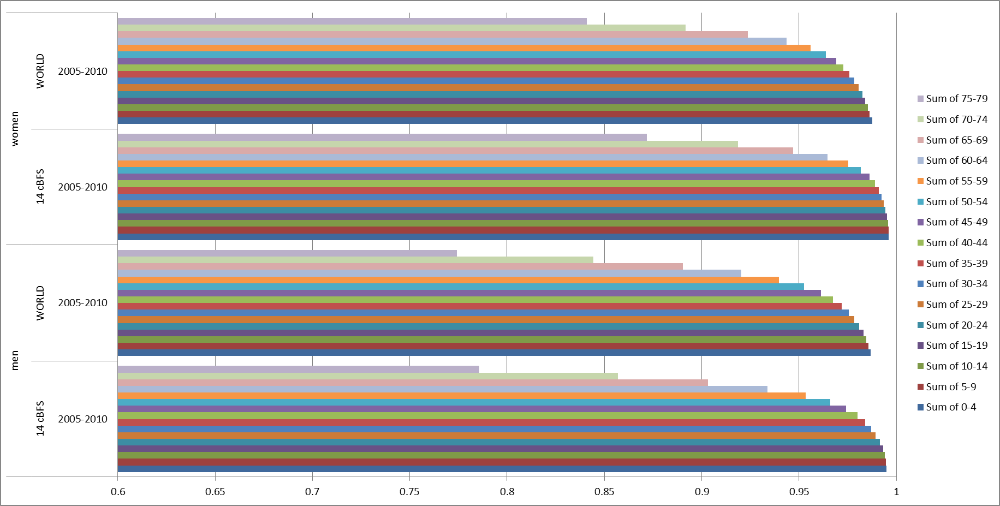 women
WORLD
2005-2010
14 cBFS
2005-2010
men
WORLD
2005-2010
14 cBFS
2005-2010
0.6 0.65 0.7 0.75 0.8 0.85 0.9 0.95 1
Sum of 75-79
Sum of 70-74
Sum of 65-69
Sum of 60-64
Sum of 55-59
Sum of 50-54
Sum of 45-49
Sum of 40-44
Sum of 35-39
Sum of 30-34
Sum of 25-29
Sum of 20-24
Sum of 15-19
Sum of 10-14
Sum of 5-9
Sum of 0-4